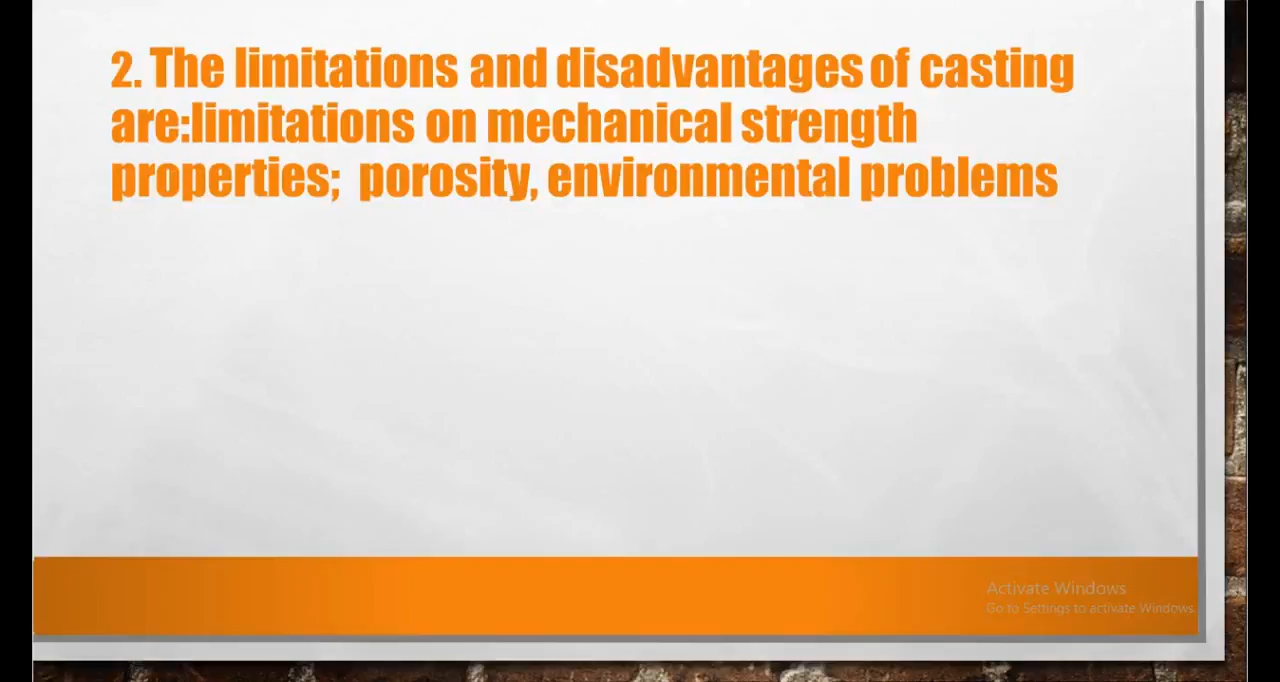 2. The limitations and disadvantages of casting
are:limitations on mechanical strength
properties;  porosity, environmental problems
Activate Windows
Go to Settings to activate Windows.